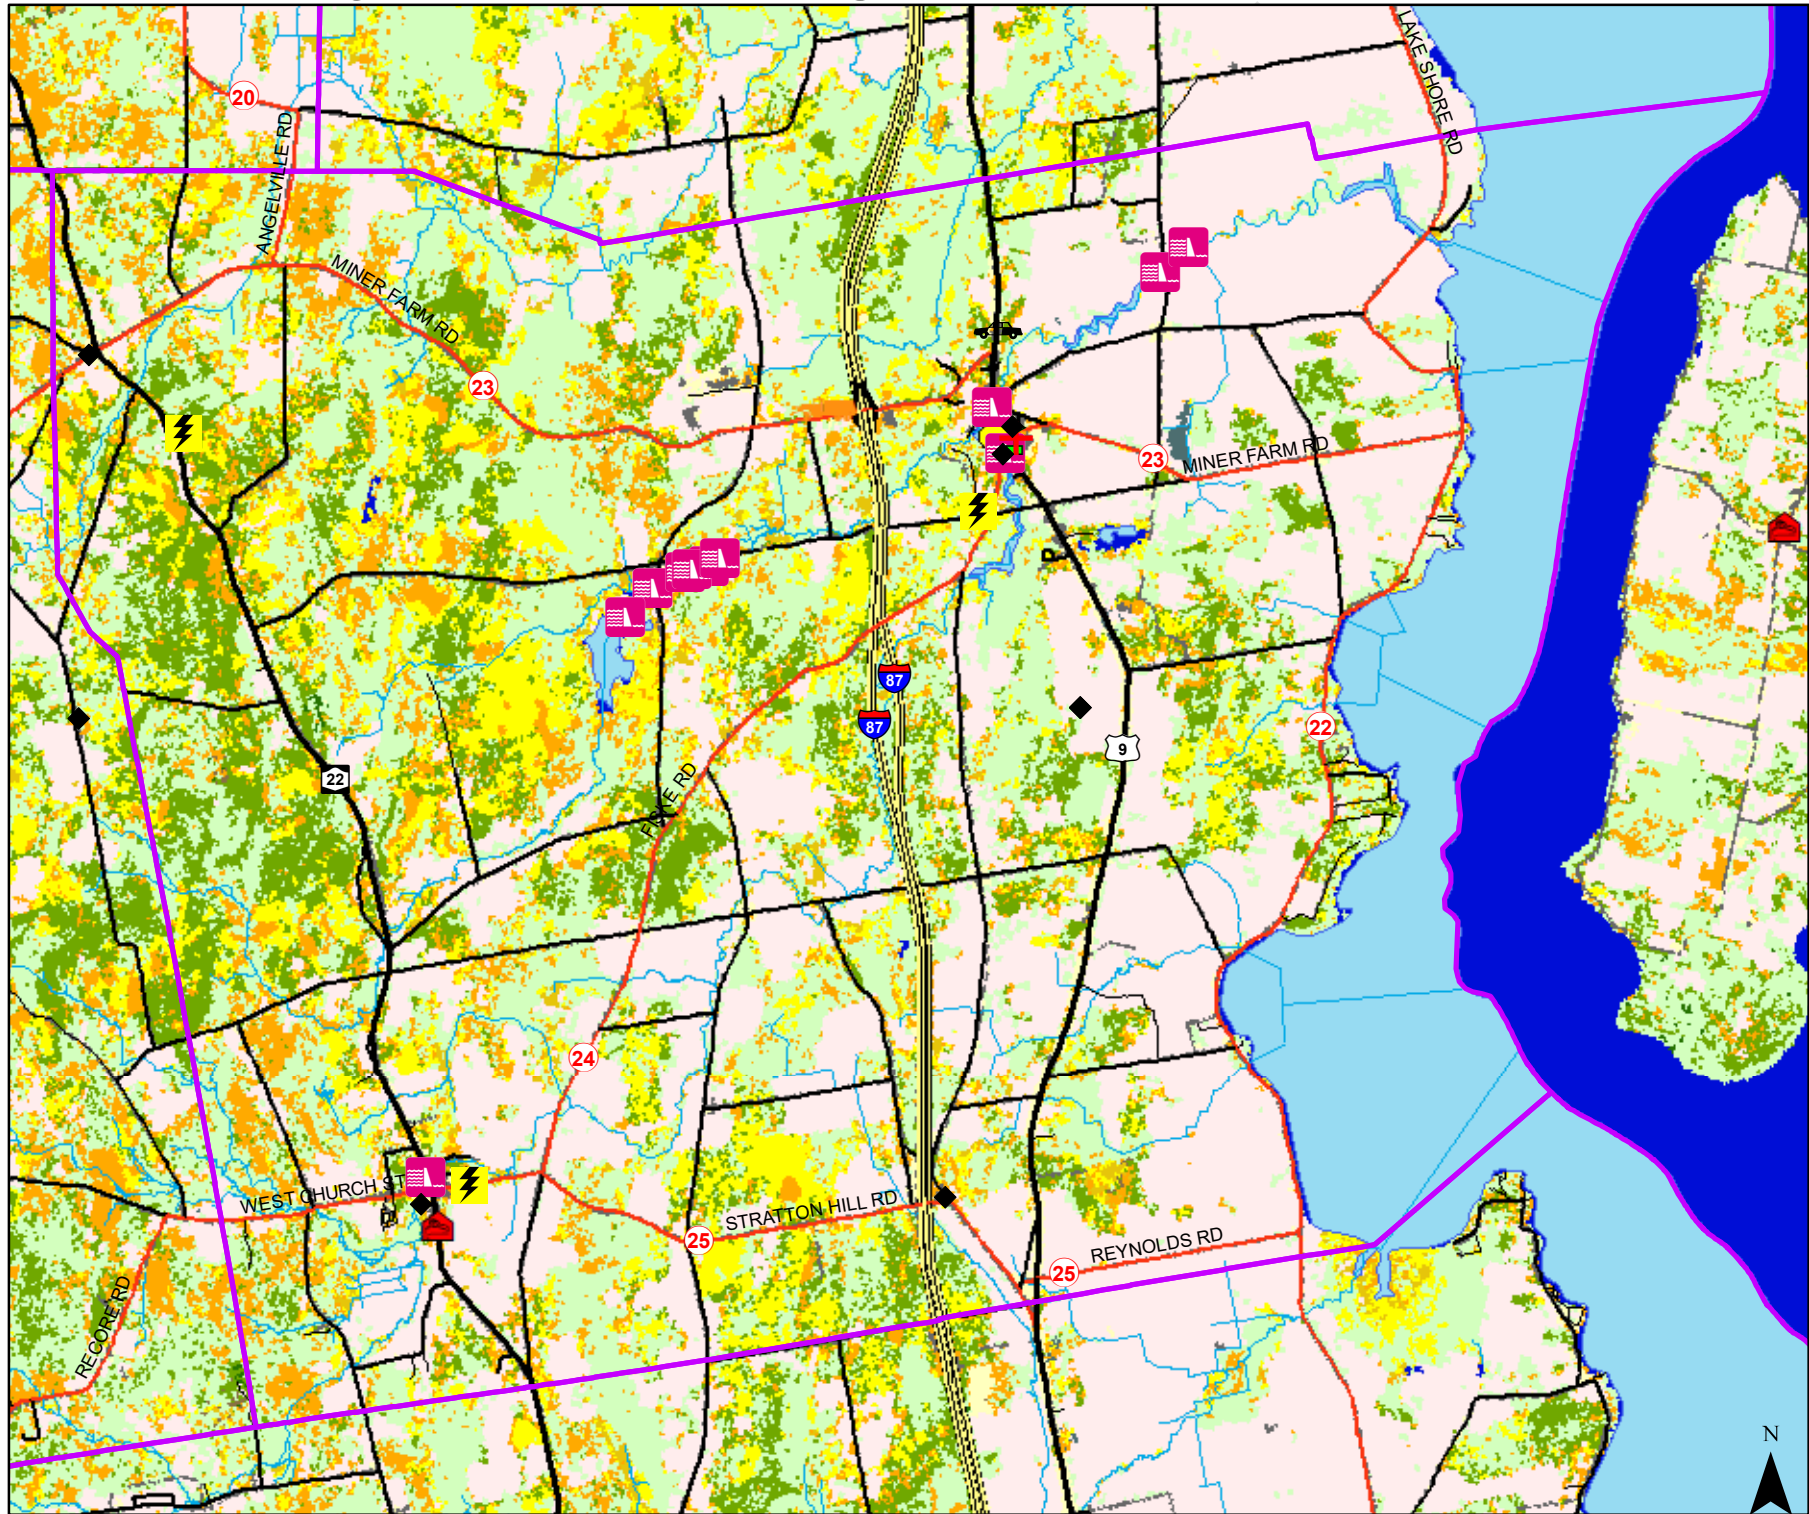 LAKE SHORE RD
20
ANGELVILLE RD
MINER FARM RD
23
23
MINER FARM RD
87
87
22
9
22
FISKE RD
24
WEST CHURCH ST
STRATTON HILL RD
25
REYNOLDS RD
25
RECORE RD
N